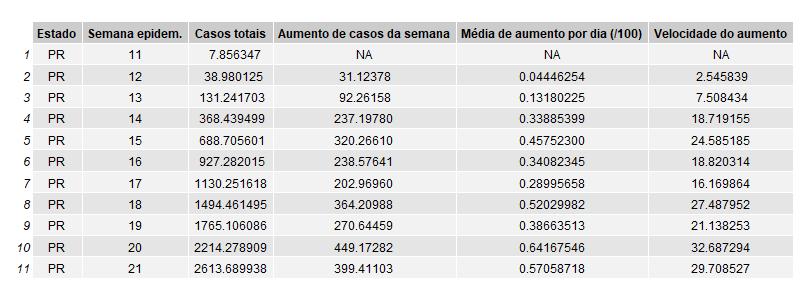 Estado Semana epidem. Casos totais Aumento de casos da semana Média de aumento por dia (/100) Velocidade do aumento
1 PR 11 7.856347 NA NA NA
2 PR 12 38.980125 31.12378 0.04446254 2.545839
3 PR 13 131.241703 92.26158 0.13180225 7.508434
4 PR 14 368.439499 237.19780 0.33885399 18.719155
5 PR 15 688.705601 320.26610 0.45752300 24.585185
6 PR 16 927.282015 238.57641 0.34082345 18.820314
7 PR 17 1130.251618 202.96960 0.28995658 16.169864
8 PR 18 1494.461495 364.20988 0.52029982 27.487952
9 PR 19 1765.106086 270.64459 0.38663513 21.138253
10 PR 20 2214.278909 449.17282 0.64167546 32.687294
11 PR 21 2613.689938 399.41103 0.57058718 29.708527